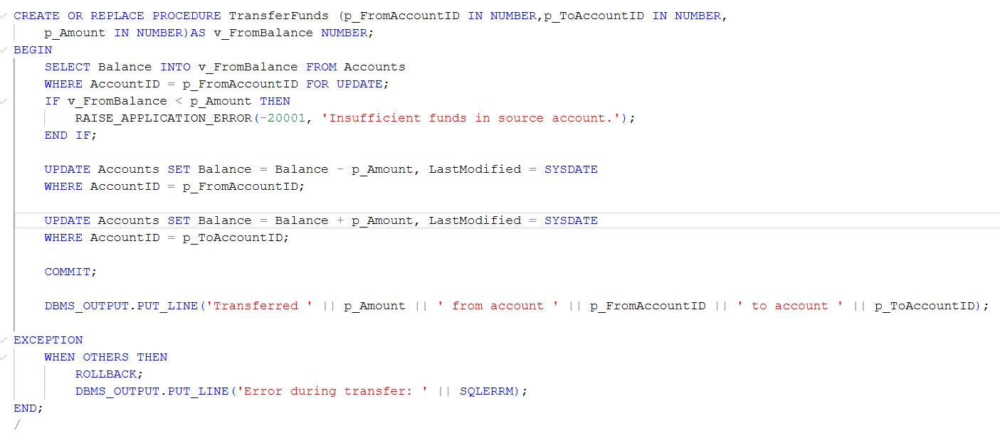 CREATE OR REPLACE PROCEDURE TransferFunds (p_FromAccountID IN NUMBER,p_ToAccountID IN NUMBER,
    p_Amount IN NUMBER)AS v_FromBalance NUMBER;
BEGIN
    SELECT Balance INTO v_FromBalance FROM Accounts
    WHERE AccountID = p_FromAccountID FOR UPDATE;
    IF v_FromBalance < p_Amount THEN
        RAISE_APPLICATION_ERROR(-20001, 'Insufficient funds in source account.');
    END IF;

    UPDATE Accounts SET Balance = Balance - p_Amount, LastModified = SYSDATE
    WHERE AccountID = p_FromAccountID;

    UPDATE Accounts SET Balance = Balance + p_Amount, LastModified = SYSDATE
    WHERE AccountID = p_ToAccountID;

    COMMIT;

    DBMS_OUTPUT.PUT_LINE('Transferred ' || p_Amount || ' from account ' || p_FromAccountID || ' to account ' || p_ToAccountID);

EXCEPTION
    WHEN OTHERS THEN
        ROLLBACK;
        DBMS_OUTPUT.PUT_LINE('Error during transfer: ' || SQLERRM);
END;
/